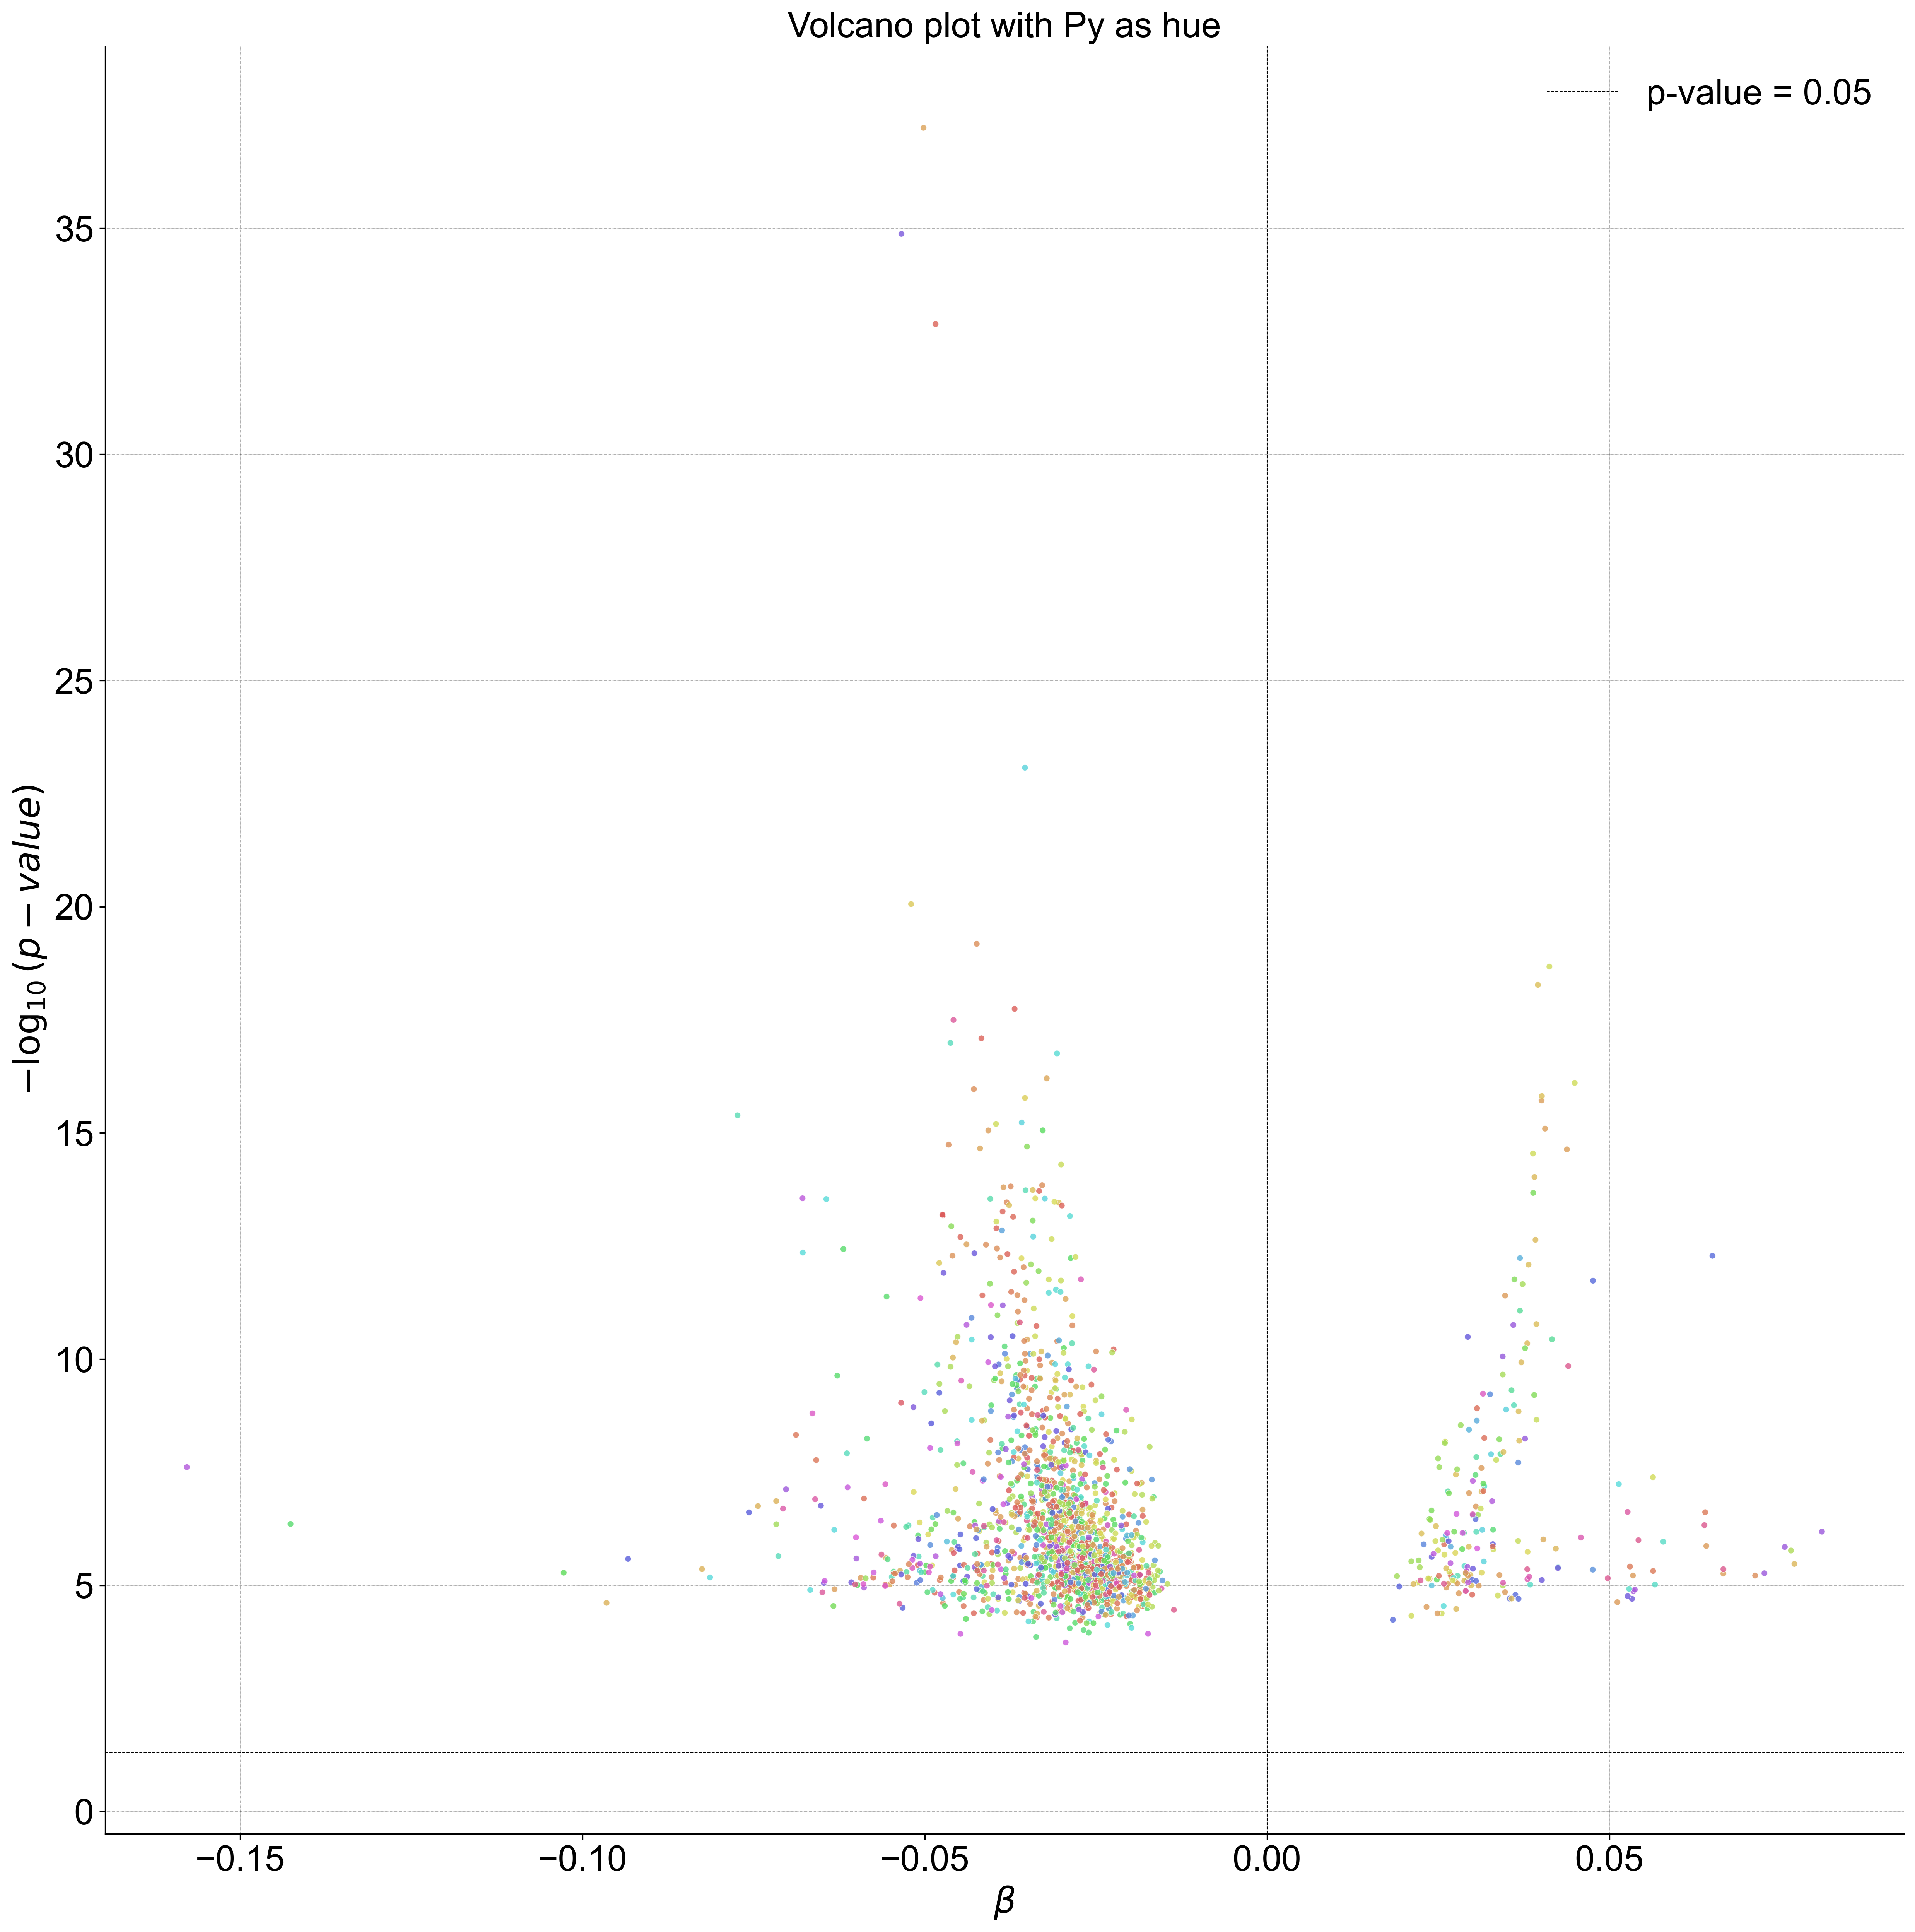 Volcano plot with Py as hue
p-value = 0.05
35
30
25
20
15
10
5
0
−log₁₀(p − value)
−0.15 −0.10 −0.05 0.00 0.05
β